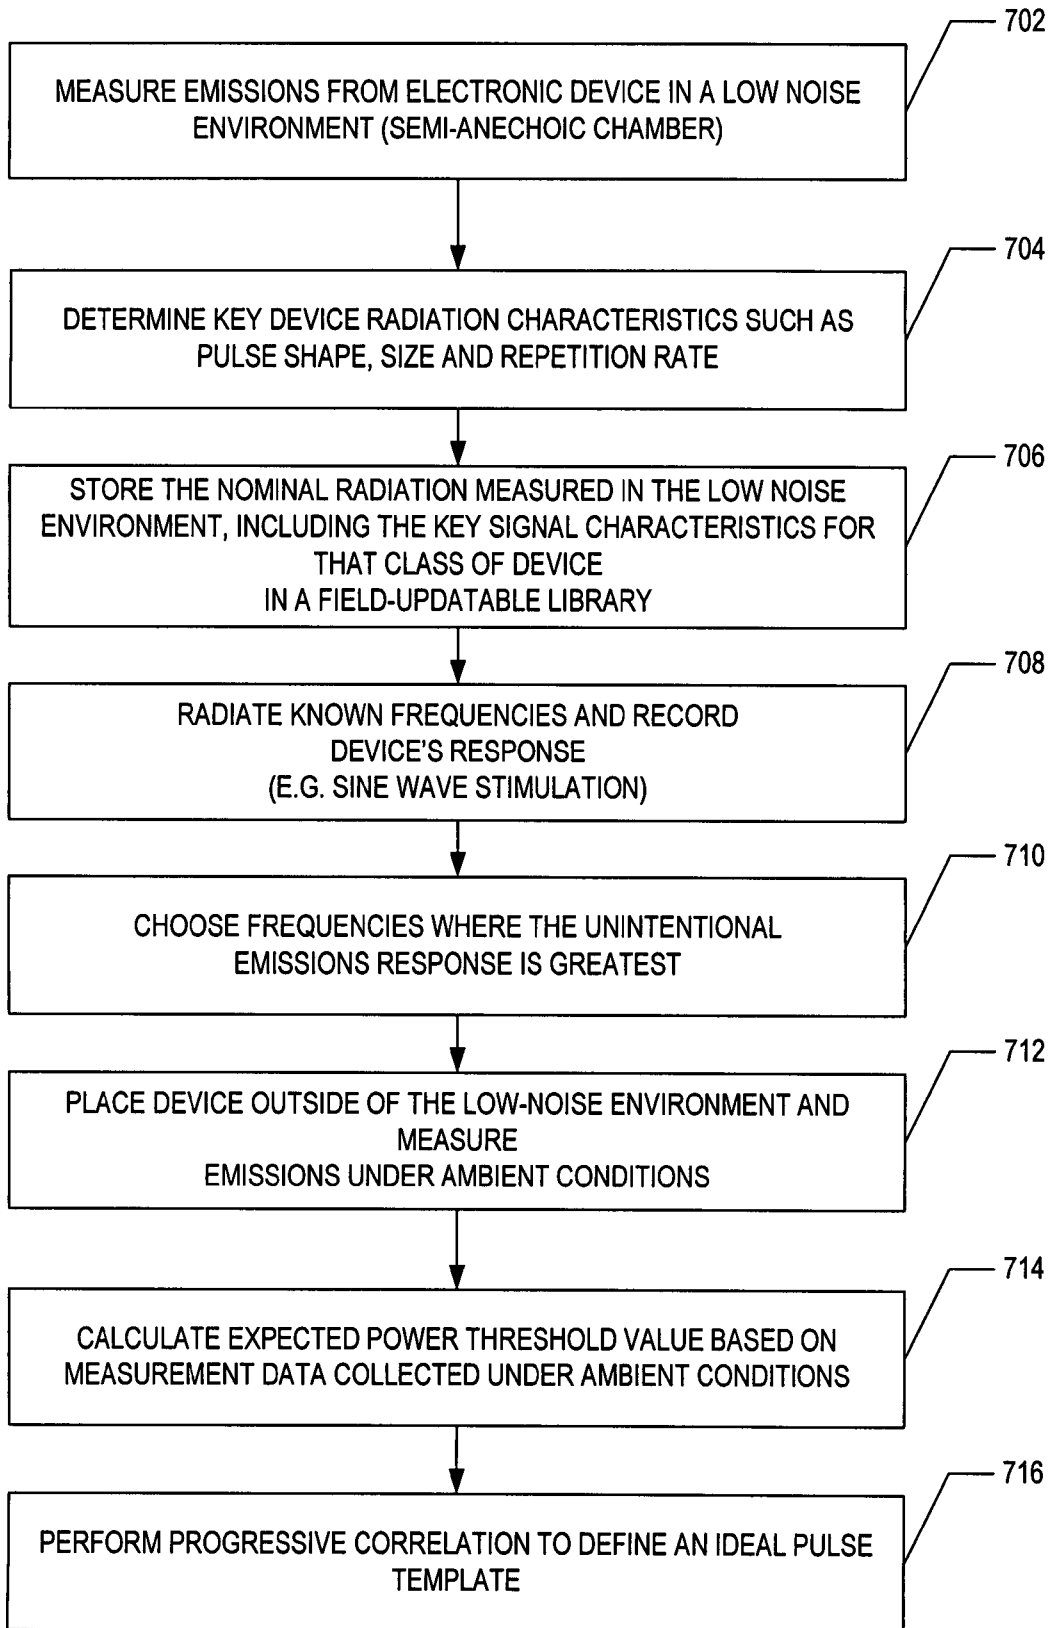 702
MEASURE EMISSIONS FROM ELECTRONIC DEVICE IN A LOW NOISE
ENVIRONMENT (SEMI-ANECHOIC CHAMBER)
704
DETERMINE KEY DEVICE RADIATION CHARACTERISTICS SUCH AS
PULSE SHAPE, SIZE AND REPETITION RATE
706
STORE THE NOMINAL RADIATION MEASURED IN THE LOW NOISE
ENVIRONMENT, INCLUDING THE KEY SIGNAL CHARACTERISTICS FOR
THAT CLASS OF DEVICE
IN A FIELD-UPDATABLE LIBRARY
708
RADIATE KNOWN FREQUENCIES AND RECORD
DEVICE'S RESPONSE
(E.G. SINE WAVE STIMULATION)
710
CHOOSE FREQUENCIES WHERE THE UNINTENTIONAL
EMISSIONS RESPONSE IS GREATEST
712
PLACE DEVICE OUTSIDE OF THE LOW-NOISE ENVIRONMENT AND
MEASURE
EMISSIONS UNDER AMBIENT CONDITIONS
714
CALCULATE EXPECTED POWER THRESHOLD VALUE BASED ON
MEASUREMENT DATA COLLECTED UNDER AMBIENT CONDITIONS
716
PERFORM PROGRESSIVE CORRELATION TO DEFINE AN IDEAL PULSE
TEMPLATE